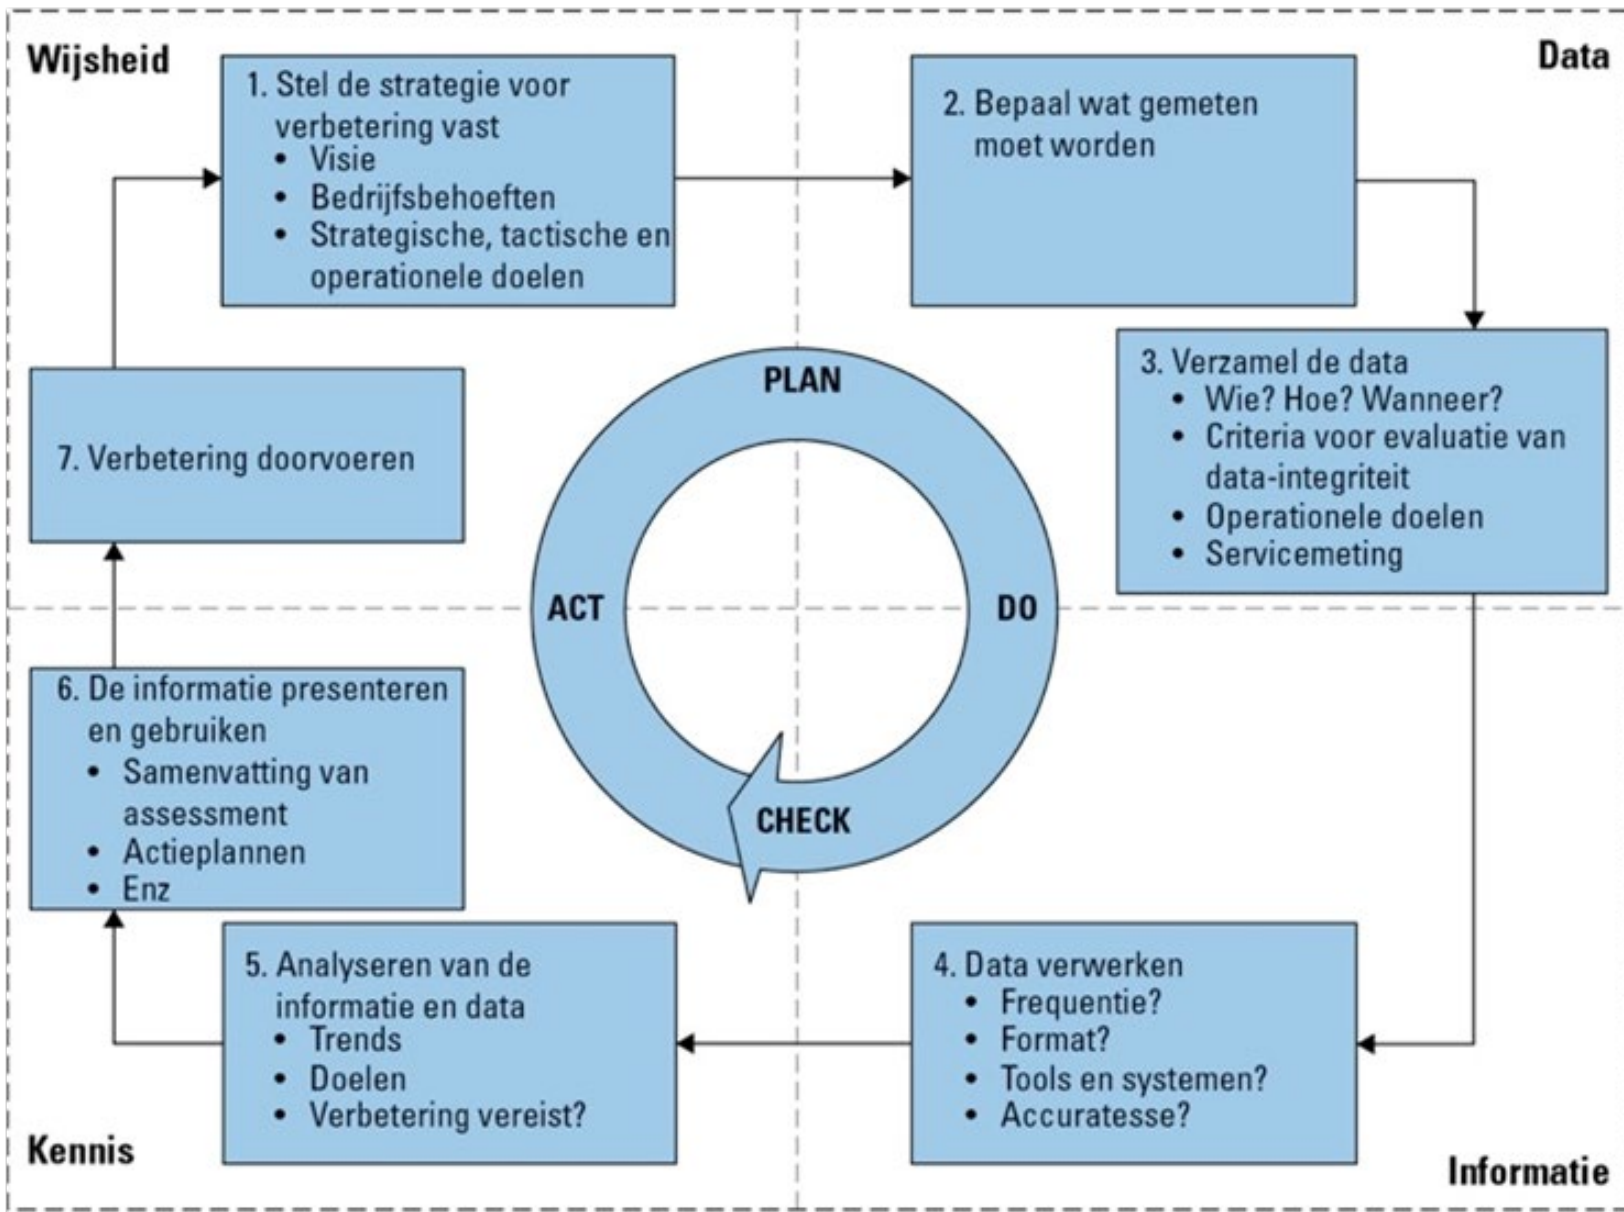 Wijsheid
Data
1. Stel de strategie voor
verbetering vast
• Visie
• Bedrijfsbehoeften
• Strategische, tactische en
operationele doelen
2. Bepaal wat gemeten
moet worden
3. Verzamel de data
• Wie? Hoe? Wanneer?
• Criteria voor evaluatie van
data-integriteit
• Operationele doelen
• Servicemeting
4. Data verwerken
• Frequentie?
• Format?
• Tools en systemen?
• Accuratesse?
5. Analyseren van de
informatie en data
• Trends
• Doelen
• Verbetering vereist?
6. De informatie presenteren
en gebruiken
• Samenvatting van
assessment
• Actieplannen
• Enz
7. Verbetering doorvoeren
PLAN
DO
CHECK
ACT
Kennis
Informatie